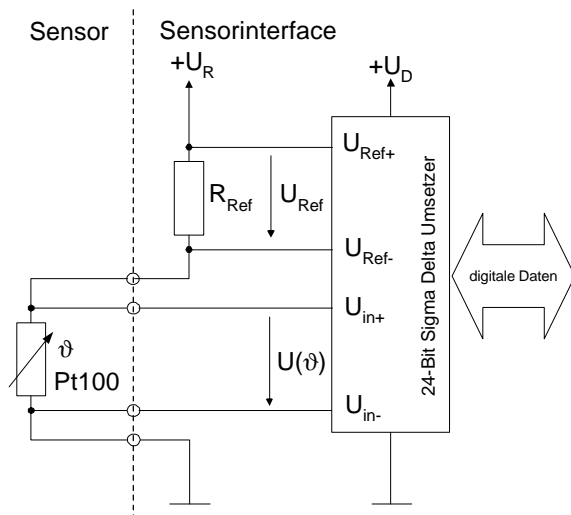 Sensor
Sensorinterface
+U_R
+U_D
U_Ref+
R_Ref
U_Ref
U_Ref-
24-Bit Sigma Delta Umsetzer
digitale Daten
U_in+
ϑ
Pt100
U(ϑ)
U_in-